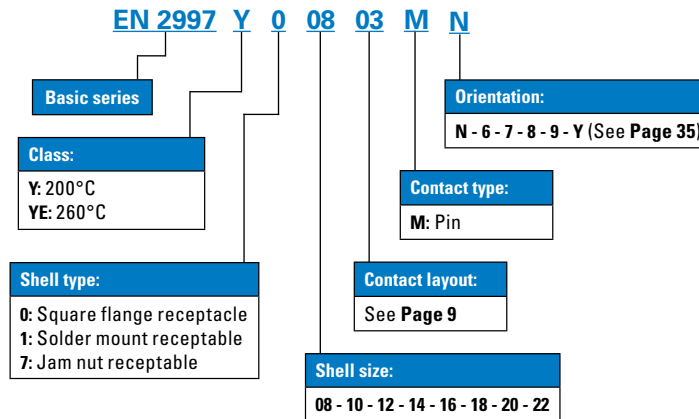 EN 2997 Y 0 08 03 M N
Basic series
Orientation:
N - 6 - 7 - 8 - 9 - Y (See Page 35)
Class:
Y: 200°C
YE: 260°C
Contact type:
M: Pin
Shell type:
0: Square flange receptacle
1: Solder mount receptable
7: Jam nut receptable
Contact layout:
See Page 9
Shell size:
08 - 10 - 12 - 14 - 16 - 18 - 20 - 22